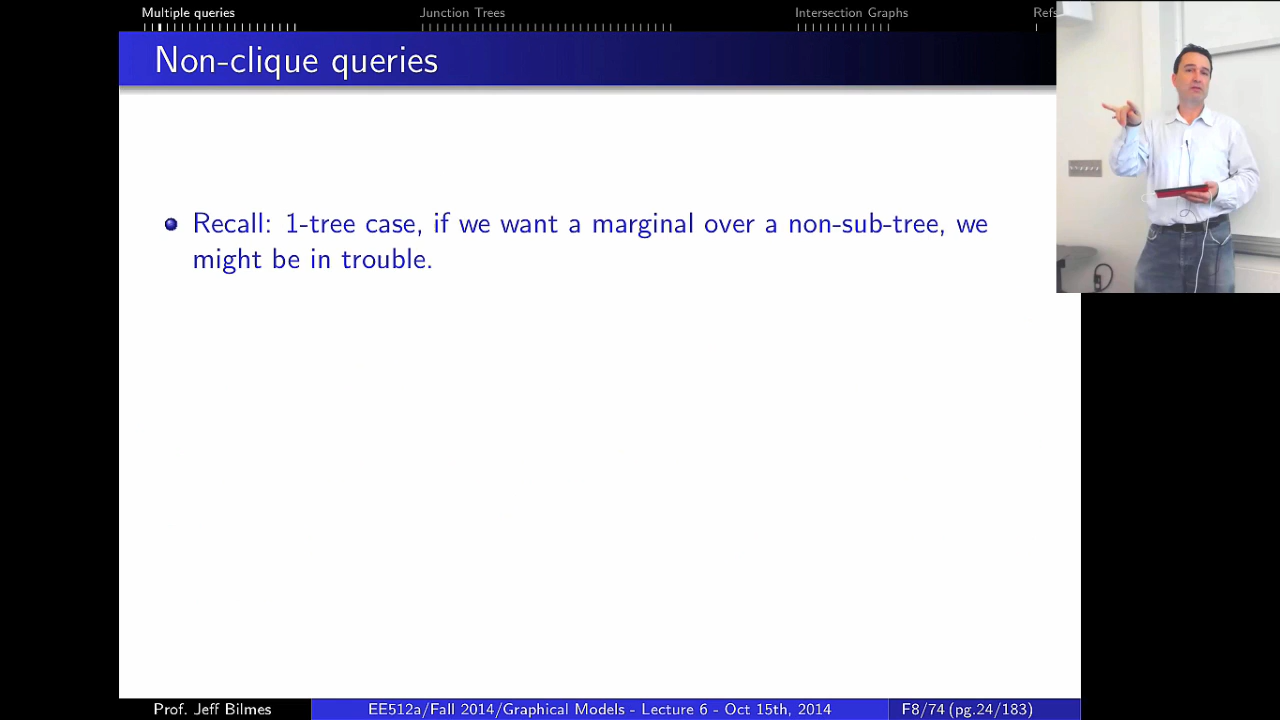 Multiple queries Junction Trees Intersection Graphs Refs
Non-clique queries
Recall: 1-tree case, if we want a marginal over a non-sub-tree, we
might be in trouble.
Prof. Jeff Bilmes EE512a/Fall 2014/Graphical Models - Lecture 6 - Oct 15th, 2014 F8/74 (pg.24/183)